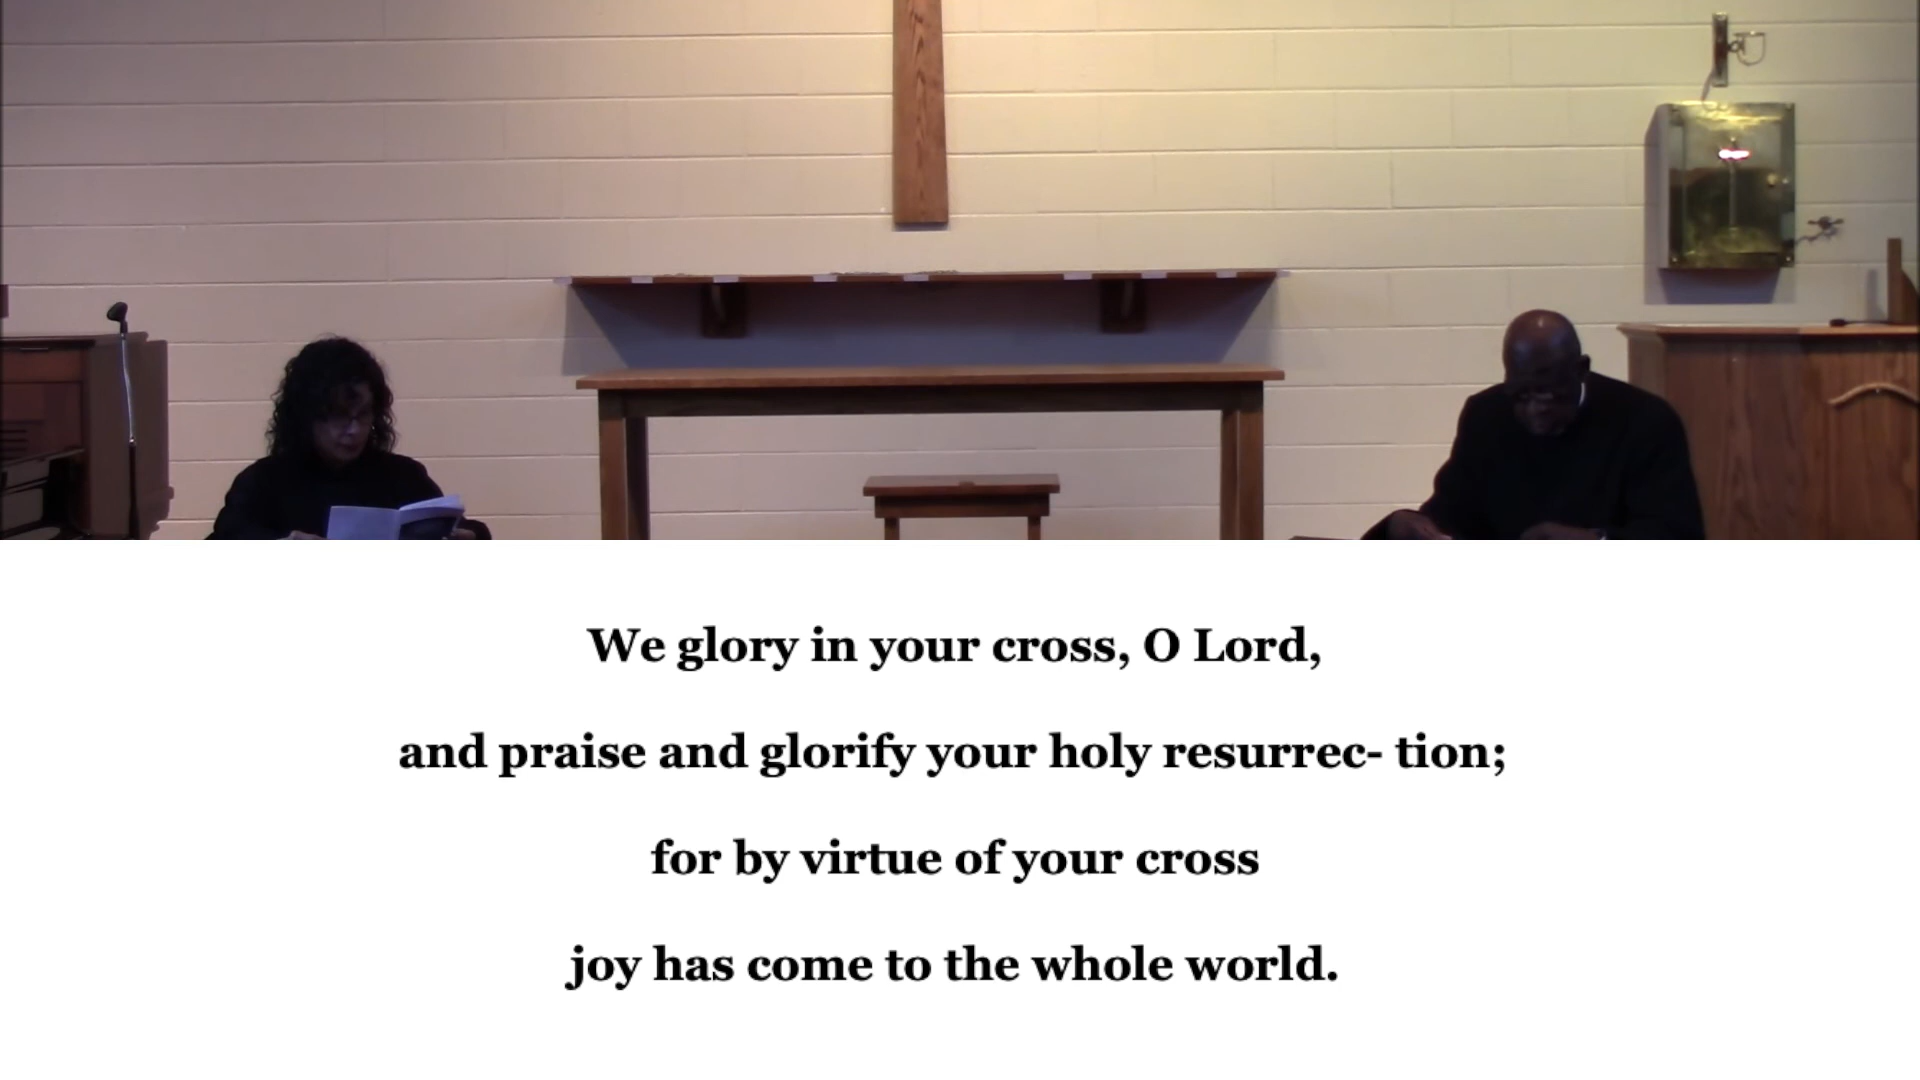 We glory in your cross, O Lord,
and praise and glorify your holy resurrec- tion;
for by virtue of your cross
joy has come to the whole world.